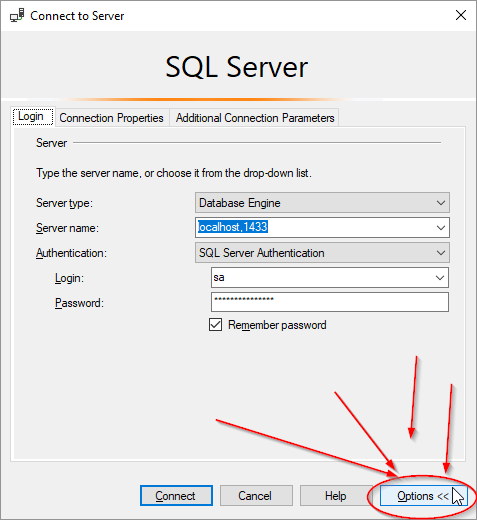 Connect to Server
SQL Server
Login Connection Properties Additional Connection Parameters
Server
Type the server name, or choose it from the drop-down list.
Server type: Database Engine
Server name: localhost,1433
Authentication: SQL Server Authentication
Login: sa
Password: ***************
Remember password
Connect Cancel Help Options <<